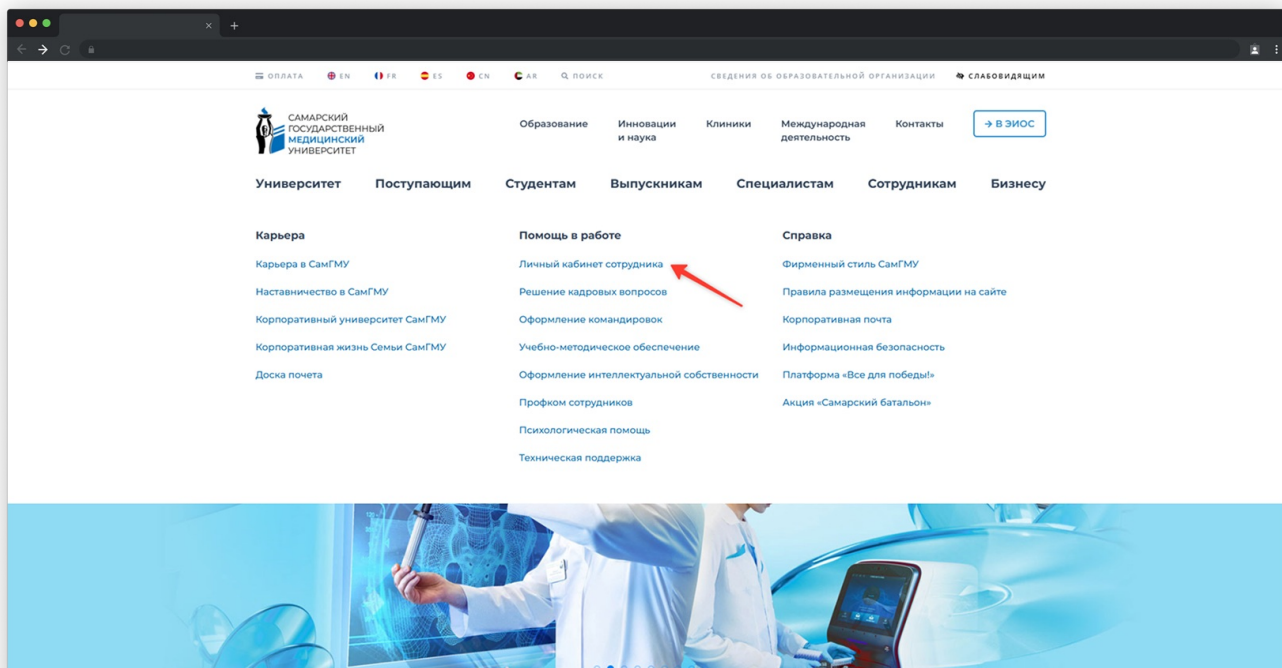 ОПЛАТА EN FR ES CN AR ПОИСК СВЕДЕНИЯ ОБ ОБРАЗОВАТЕЛЬНОЙ ОРГАНИЗАЦИИ СЛАБОВИДЯЩИМ
САМАРСКИЙ
ГОСУДАРСТВЕННЫЙ
МЕДИЦИНСКИЙ
УНИВЕРСИТЕТ
Образование
Инновации
и наука
Клиники
Международная
деятельность
Контакты
→ В ЭИОС
Университет Поступающим Студентам Выпускникам Специалистам Сотрудникам Бизнесу
Карьера
Карьера в СамГМУ
Наставничество в СамГМУ
Корпоративный университет СамГМУ
Корпоративная жизнь Семьи СамГМУ
Доска почета
Помощь в работе
Личный кабинет сотрудника
Решение кадровых вопросов
Оформление командировок
Учебно-методическое обеспечение
Оформление интеллектуальной собственности
Профком сотрудников
Психологическая помощь
Техническая поддержка
Справка
Фирменный стиль СамГМУ
Правила размещения информации на сайте
Корпоративная почта
Информационная безопасность
Платформа «Все для победы!»
Акция «Самарский батальон»